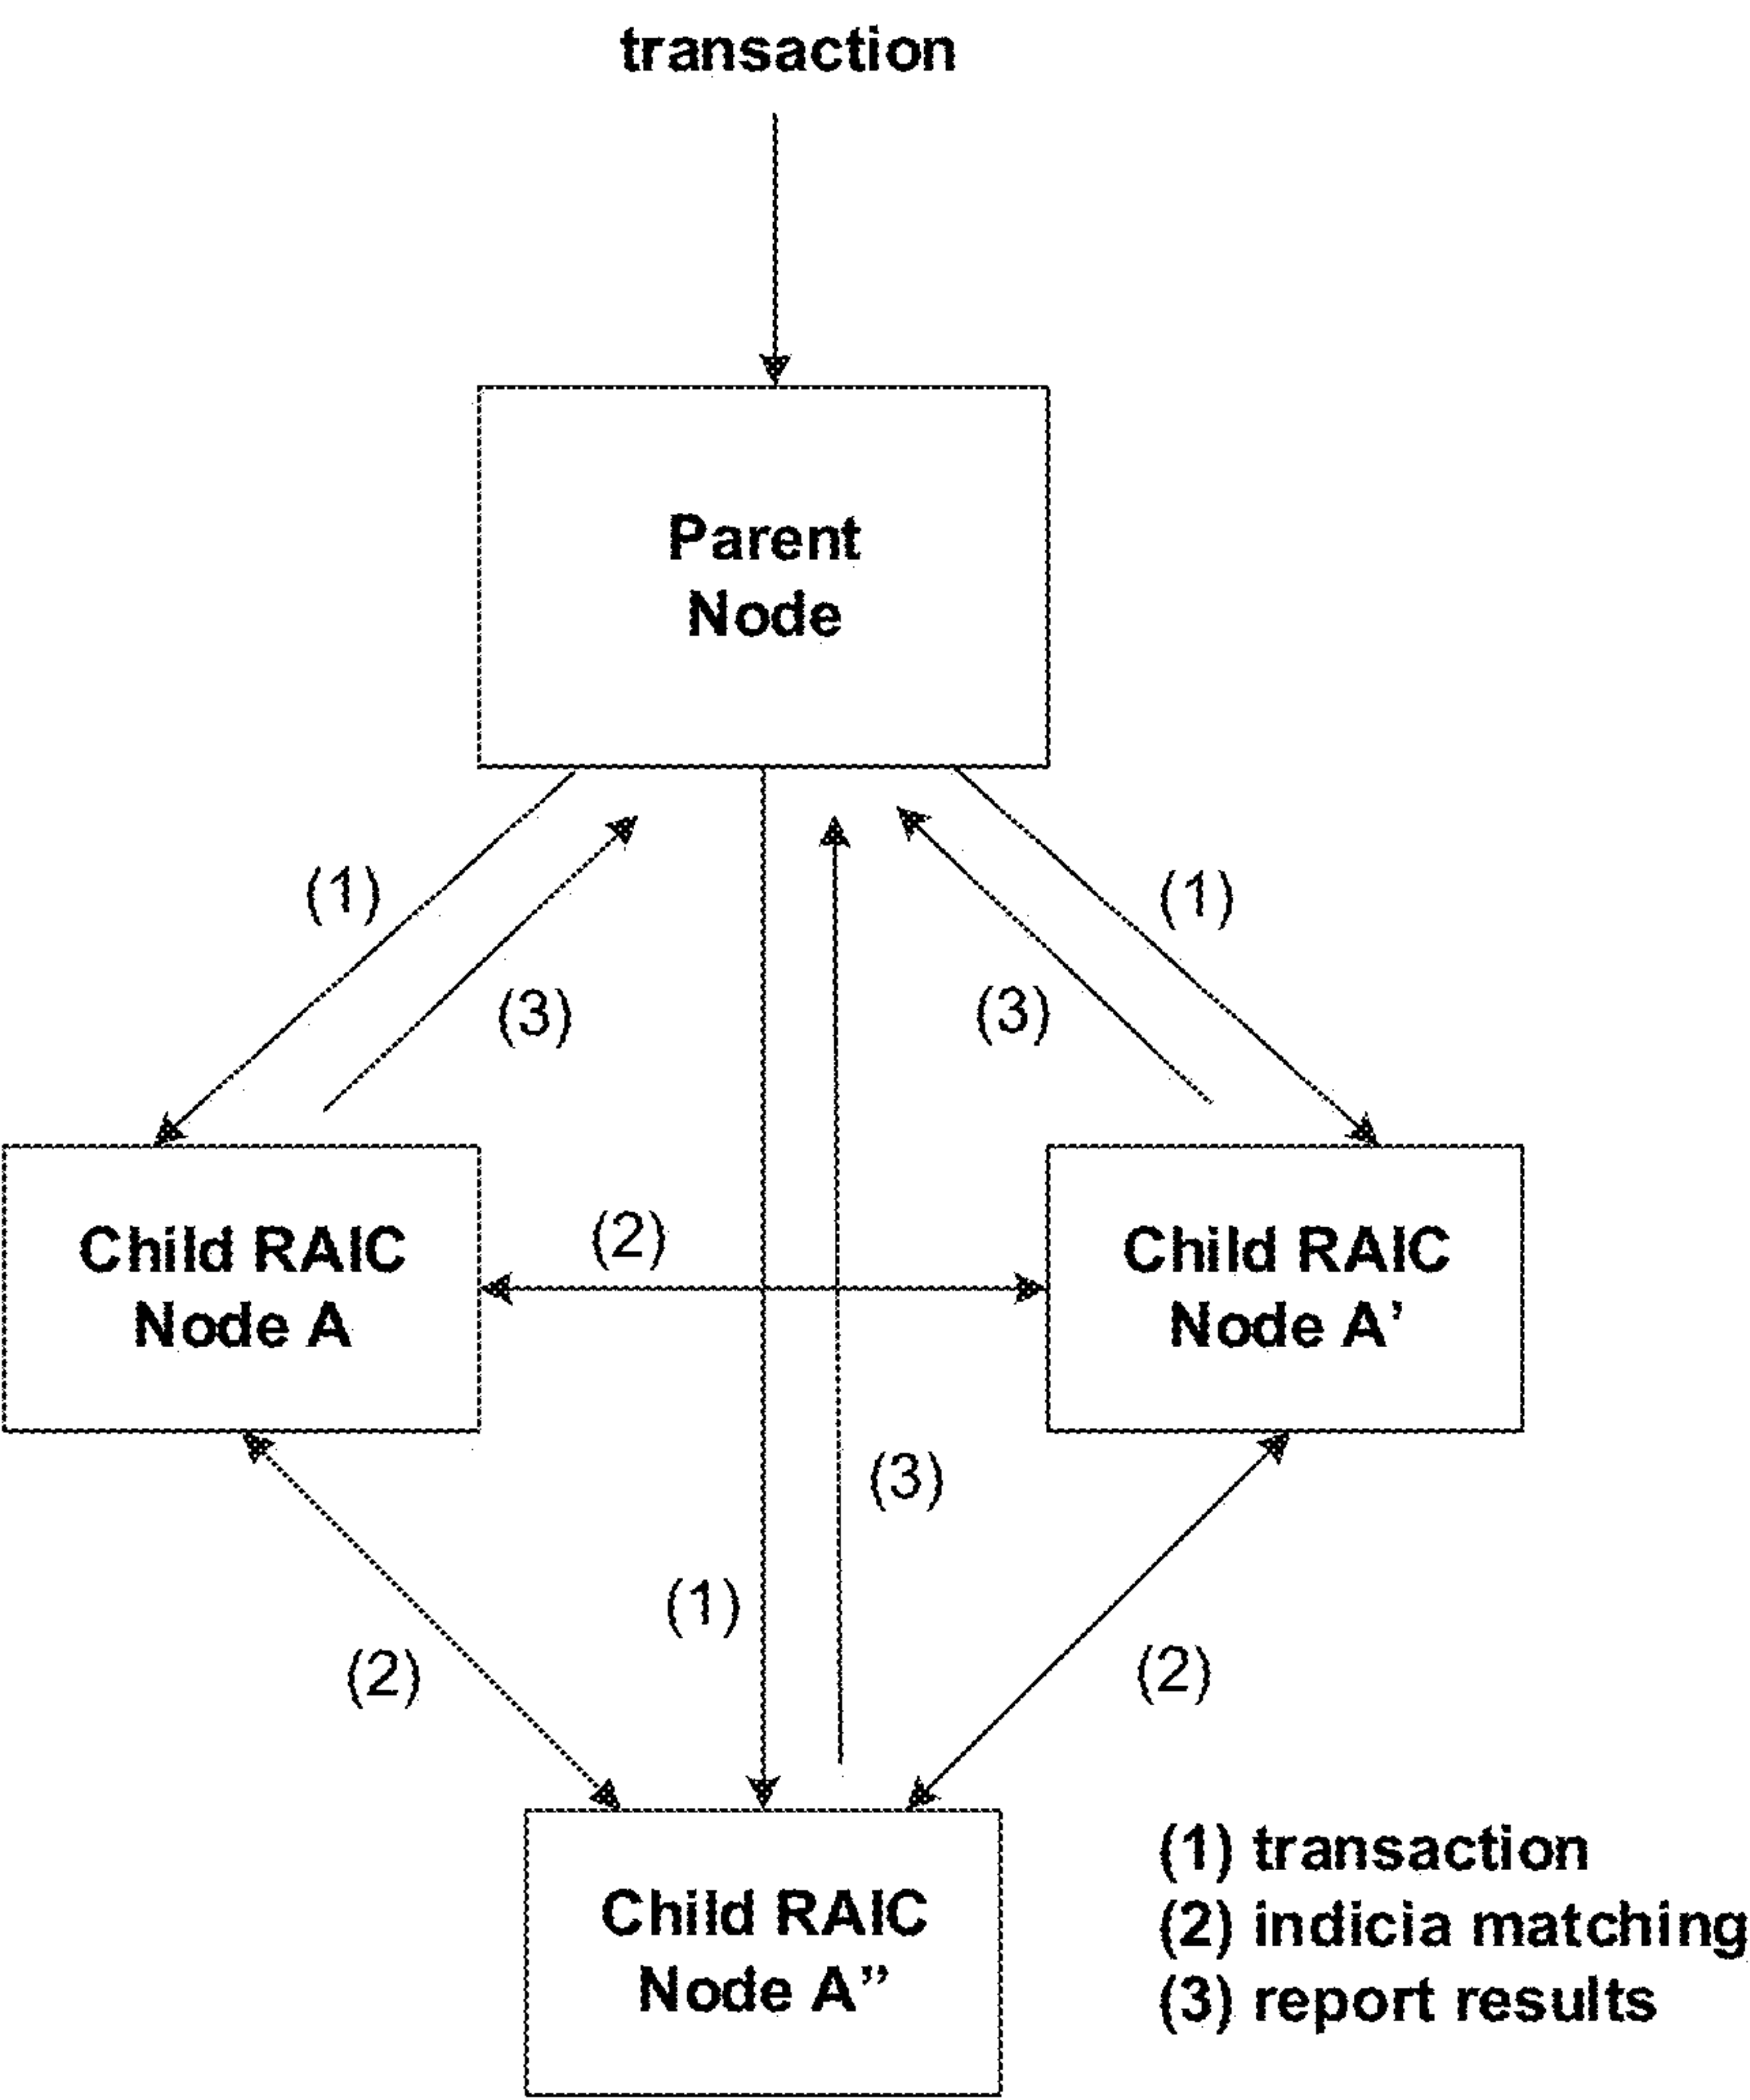 transaction
Parent
Node
(1)
(1)
(3)
(3)
Child RAIC
Node A
(2)
Child RAIC
Node A’
(3)
(1)
(2)
(2)
Child RAIC
Node A”
(1) transaction
(2) indicia matching
(3) report results